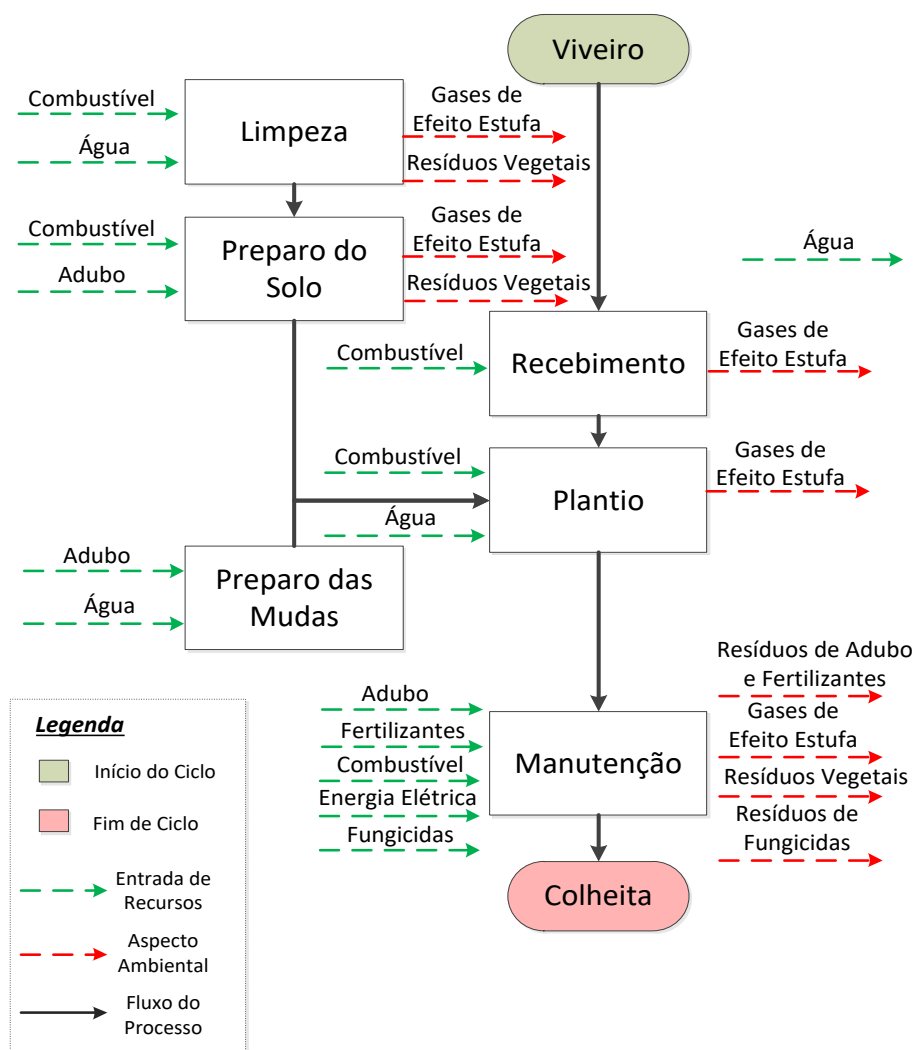 Viveiro
Combustível
Água
Limpeza
Gases de
Efeito Estufa
Resíduos Vegetais
Combustível
Adubo
Preparo do
Solo
Gases de
Efeito Estufa
Resíduos Vegetais
Água
Combustível
Recebimento
Gases de
Efeito Estufa
Combustível
Água
Plantio
Gases de
Efeito Estufa
Adubo
Água
Preparo das
Mudas
Adubo
Fertilizantes
Combustível
Energia Elétrica
Fungicidas
Manutenção
Resíduos de Adubo
e Fertilizantes
Gases de
Efeito Estufa
Resíduos Vegetais
Resíduos de
Fungicidas
Colheita
Legenda
Início do Ciclo
Fim de Ciclo
Entrada de
Recursos
Aspecto
Ambiental
Fluxo do
Processo